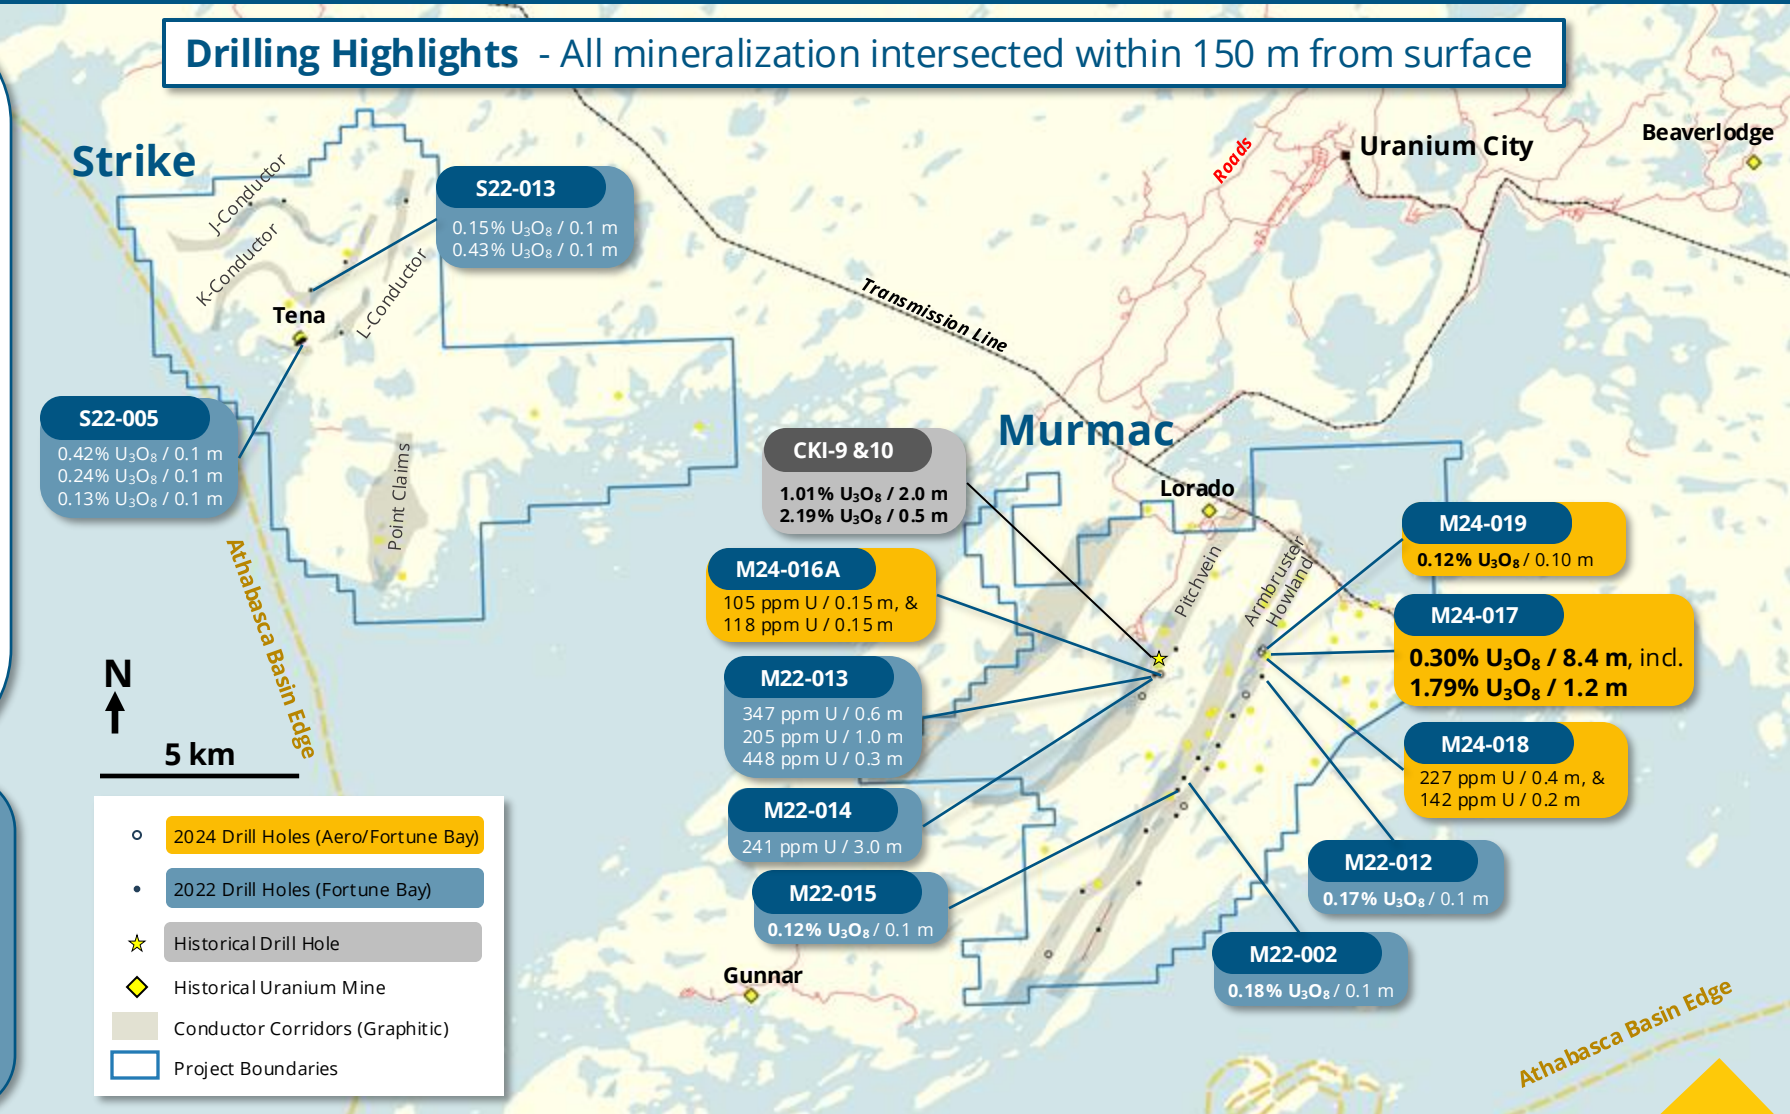 Drilling Highlights - All mineralization intersected within 150 m from surface
Strike
J-Conductor
K-Conductor
L-Conductor
Tena
Point Claims
S22-013
0.15% U₃O₈ / 0.1 m
0.43% U₃O₈ / 0.1 m
S22-005
0.42% U₃O₈ / 0.1 m
0.24% U₃O₈ / 0.1 m
0.13% U₃O₈ / 0.1 m
Athabasca Basin Edge
Transmission Line
Roads
Uranium City
Beaverlodge
Murmac
Lorado
Pitchvein
Armbruster
Howland
CKI-9 &10
1.01% U₃O₈ / 2.0 m
2.19% U₃O₈ / 0.5 m
M24-016A
105 ppm U / 0.15 m, &
118 ppm U / 0.15 m
M22-013
347 ppm U / 0.6 m
205 ppm U / 1.0 m
448 ppm U / 0.3 m
M22-014
241 ppm U / 3.0 m
M22-015
0.12% U₃O₈ / 0.1 m
M24-019
0.12% U₃O₈ / 0.10 m
M24-017
0.30% U₃O₈ / 8.4 m, incl.
1.79% U₃O₈ / 1.2 m
M24-018
227 ppm U / 0.4 m, &
142 ppm U / 0.2 m
M22-012
0.17% U₃O₈ / 0.1 m
M22-002
0.18% U₃O₈ / 0.1 m
Gunnar
Athabasca Basin Edge
N
5 km
2024 Drill Holes (Aero/Fortune Bay)
2022 Drill Holes (Fortune Bay)
Historical Drill Hole
Historical Uranium Mine
Conductor Corridors (Graphitic)
Project Boundaries